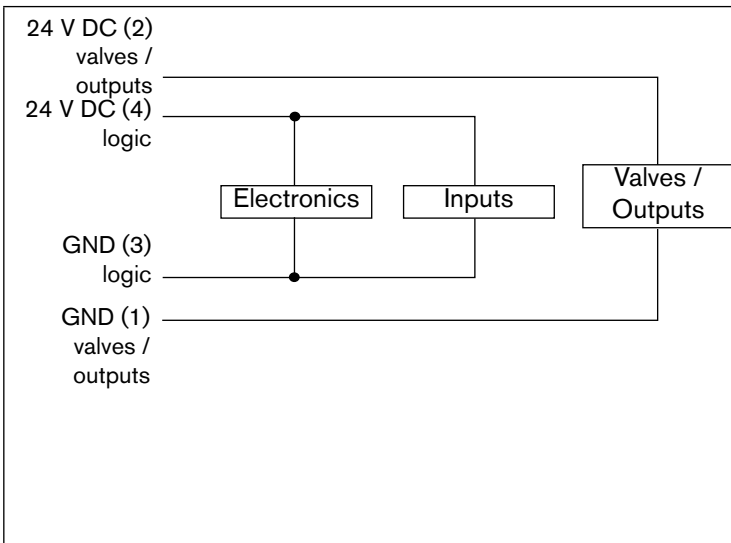 24 V DC (2)
valves /
outputs
24 V DC (4)
logic
Electronics
Inputs
Valves /
Outputs
GND (3)
logic
GND (1)
valves /
outputs